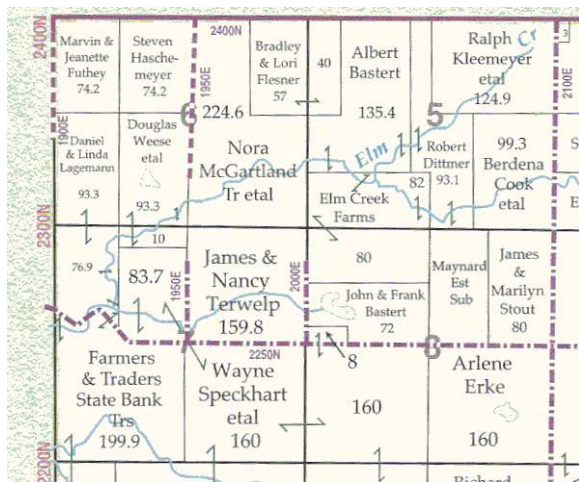 2400N
Marvin &
Jeanette
Futhey
74.2
Steven
Hasche-
meyer
74.2
2400N
1950E
Bradley
& Lori
Flesner
57
40
Albert
Bastert
135.4
Ralph
Kleemeyer
etal
124.9
Cr
3
2100E
6
224.6
5
1900E
Daniel
& Linda
Lagemann
93.3
Douglas
Weese
etal
93.3
Nora
McGartland
Tr etal
Elm
Robert
Dittmer
93.1
99.3
Berdena
Cook
etal
S
82
Elm Creek
Farms
E
2300N
10
76.9
83.7
1950E
James &
Nancy
Terwelp
159.8
2000E
80
John & Frank
Bastert
72
Maynard
Est
Sub
James
&
Marilyn
Stout
80
7
2250N
8
8
Farmers
& Traders
State Bank
Trs
199.9
Wayne
Speckhart
etal
160
160
Arlene
Erke
160
2200N
Richard